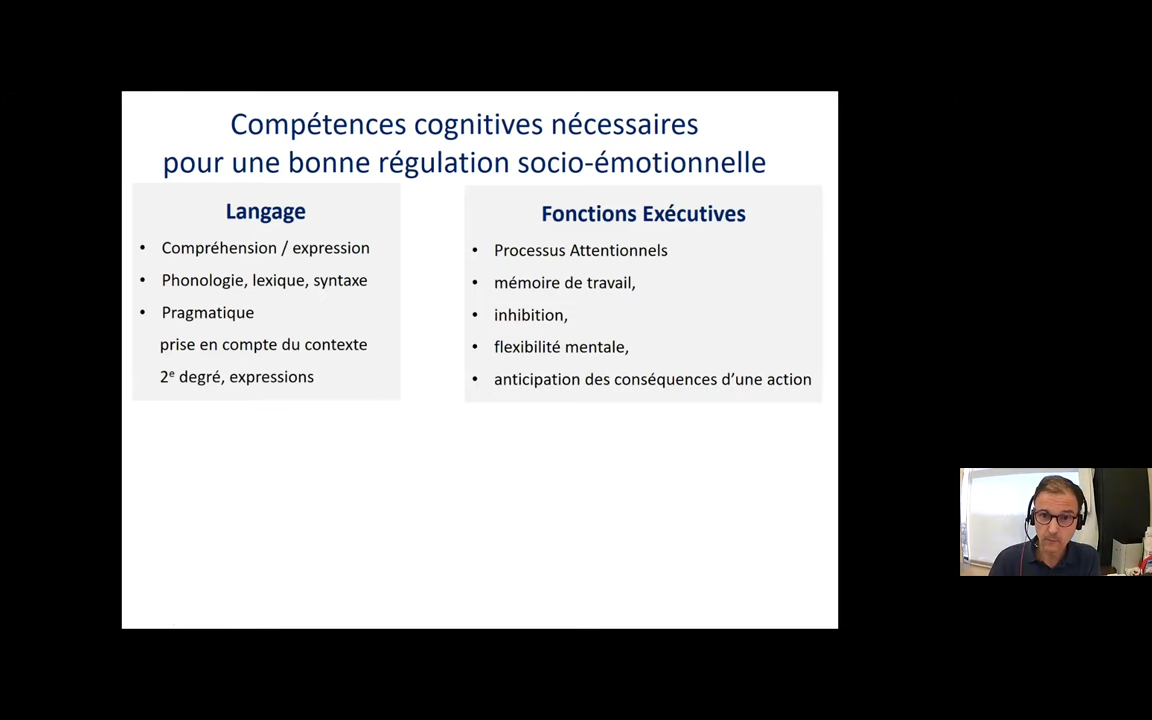 Compétences cognitives nécessaires
pour une bonne régulation socio-émotionnelle
Langage
• Compréhension / expression
• Phonologie, lexique, syntaxe
• Pragmatique
prise en compte du contexte
2e degré, expressions
Fonctions Exécutives
• Processus Attentionnels
• mémoire de travail,
• inhibition,
• flexibilité mentale,
• anticipation des conséquences d’une action